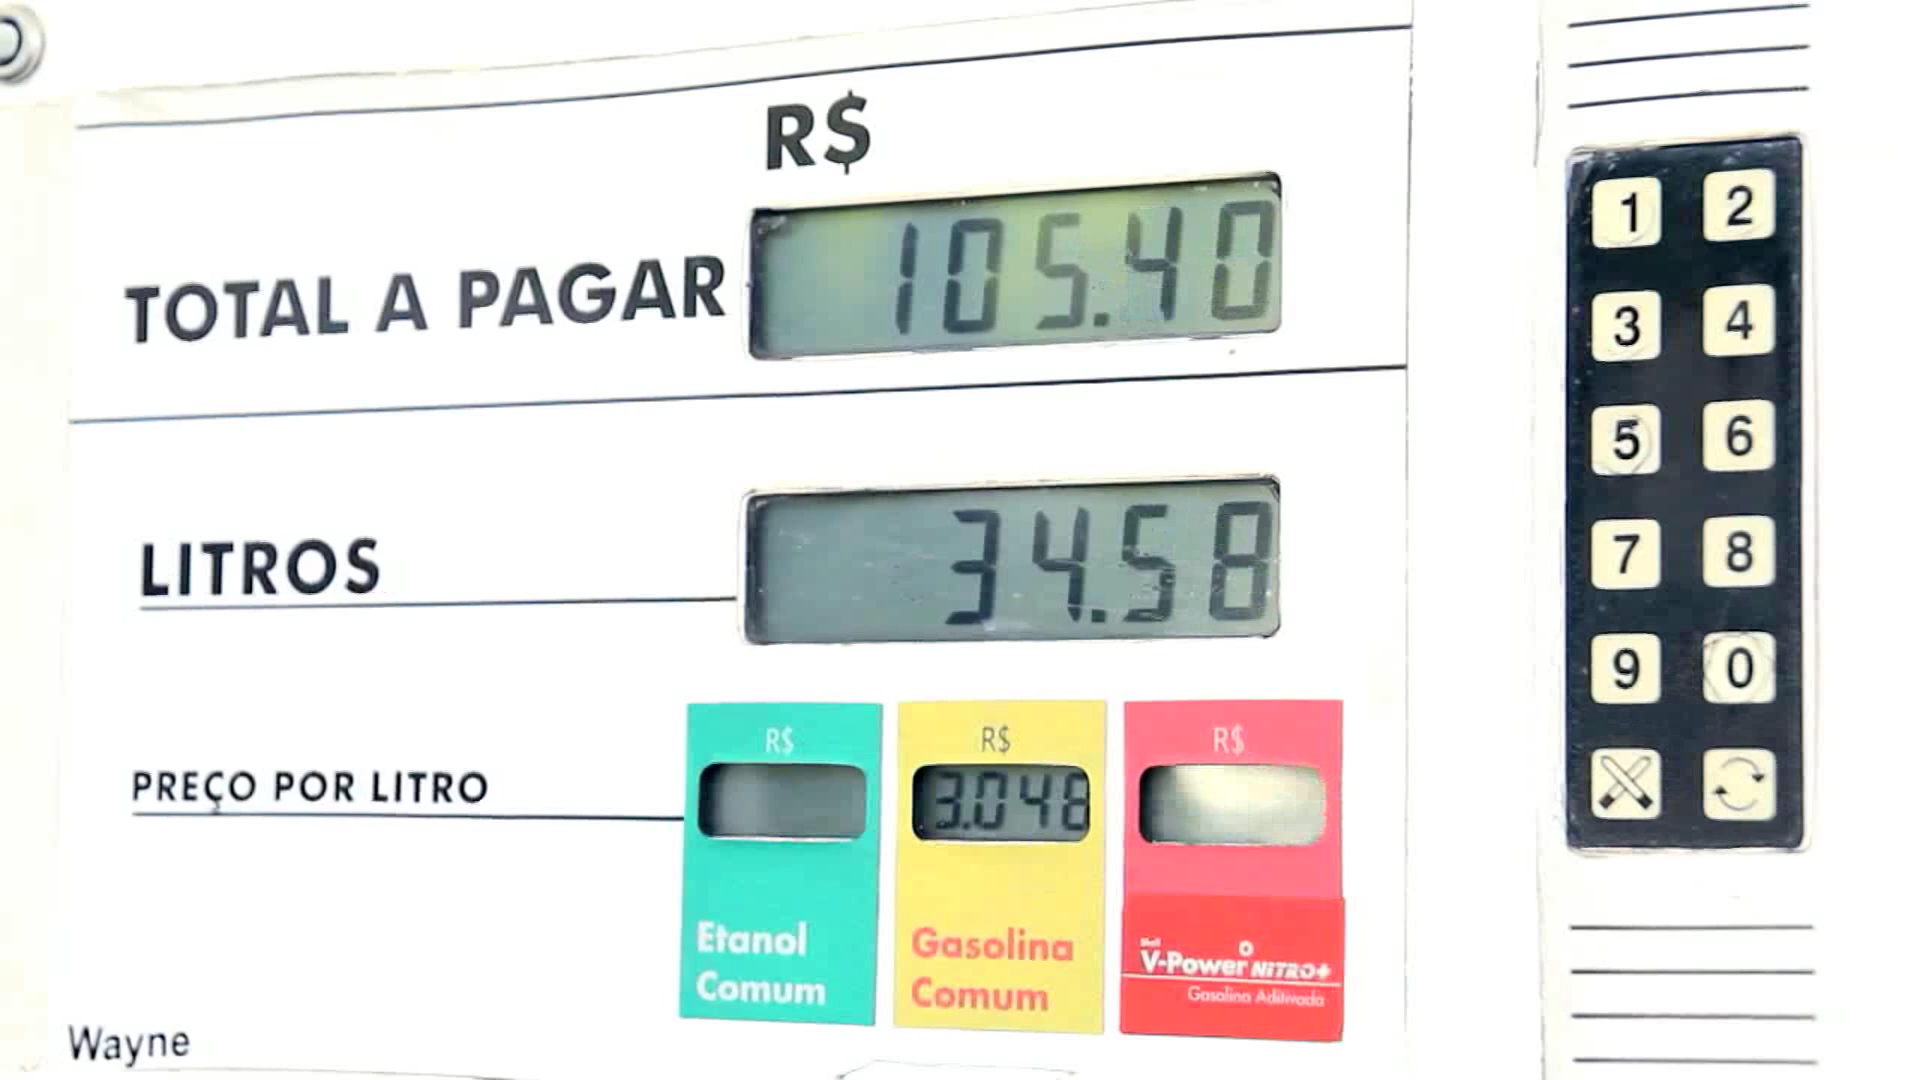 R$
TOTAL A PAGAR 105.40
LITROS 34.58
PREÇO POR LITRO
R$
R$ 3.048
R$
Etanol
Comum
Gasolina
Comum
Shell
V-Power NiTRO+
Gasolina Aditivada
Wayne
1 2
3 4
5 6
7 8
9 0